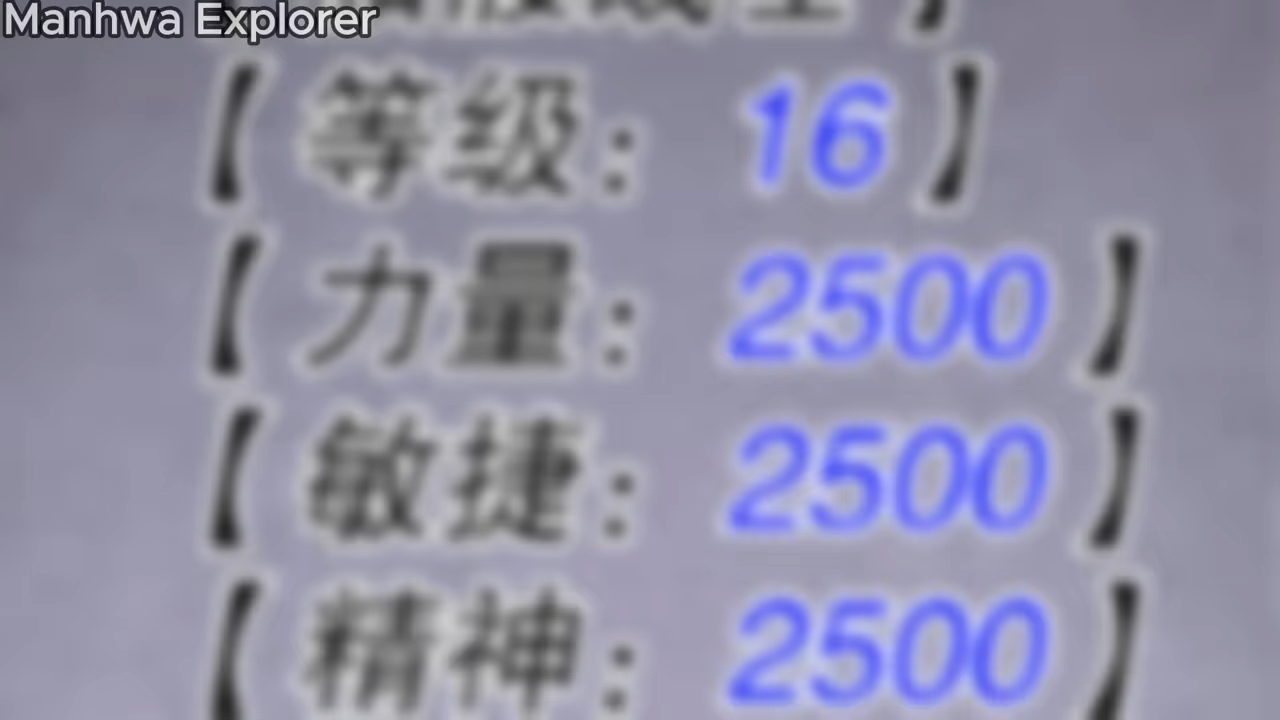 Manhwa Explorer
【等级：16】
【力量：2500】
【敏捷：2500】
【精神：2500】